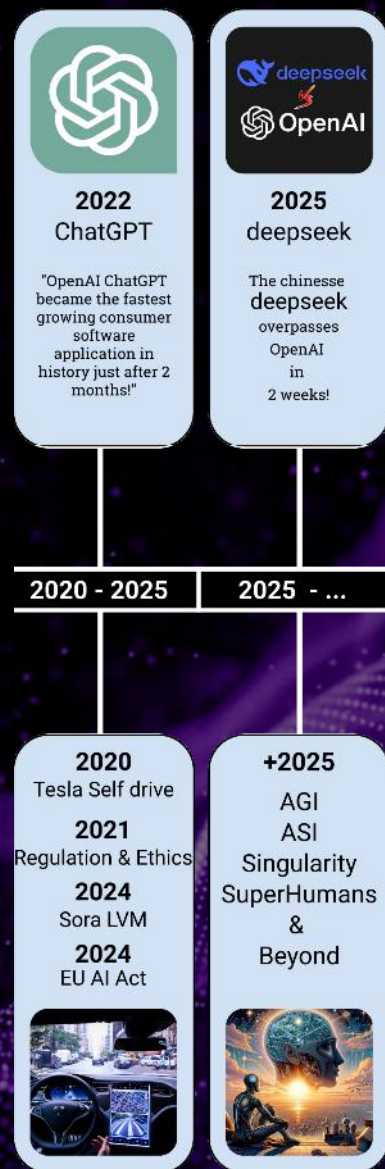 2022
ChatGPT
"OpenAI ChatGPT
became the fastest
growing consumer
software
application in
history just after 2
months!"
deepseek
OpenAI
2025
deepseek
The chinesse
deepseek
overpasses
OpenAI
in
2 weeks!
2020 - 2025
2025 - ...
2020
Tesla Self drive
2021
Regulation & Ethics
2024
Sora LVM
2024
EU AI Act
+2025
AGI
ASI
Singularity
SuperHumans
&
Beyond